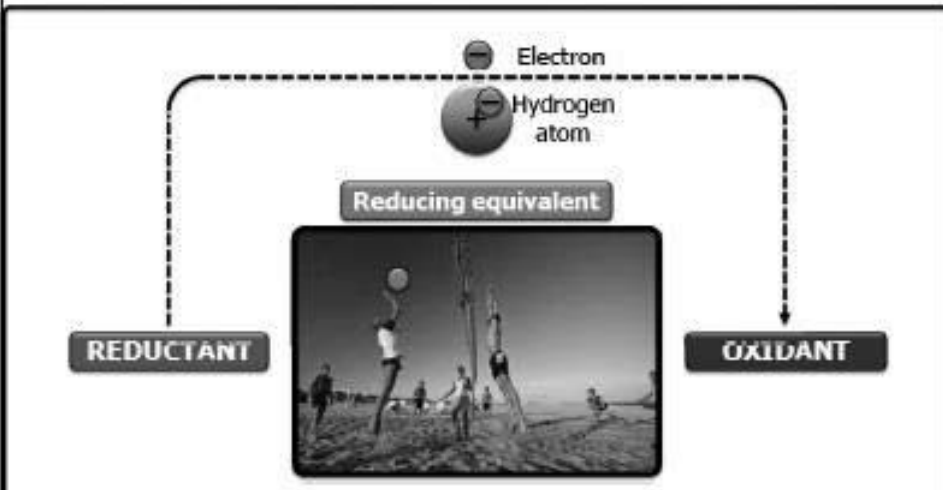 Electron
Hydrogen
atom
Reducing equivalent
REDUCTANT
OXIDANT